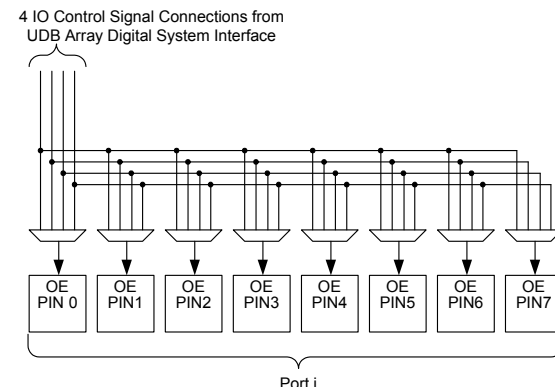 4 IO Control Signal Connections from
UDB Array Digital System Interface
OE
PIN 0
OE
PIN1
OE
PIN2
OE
PIN3
OE
PIN4
OE
PIN5
OE
PIN6
OE
PIN7
Port i